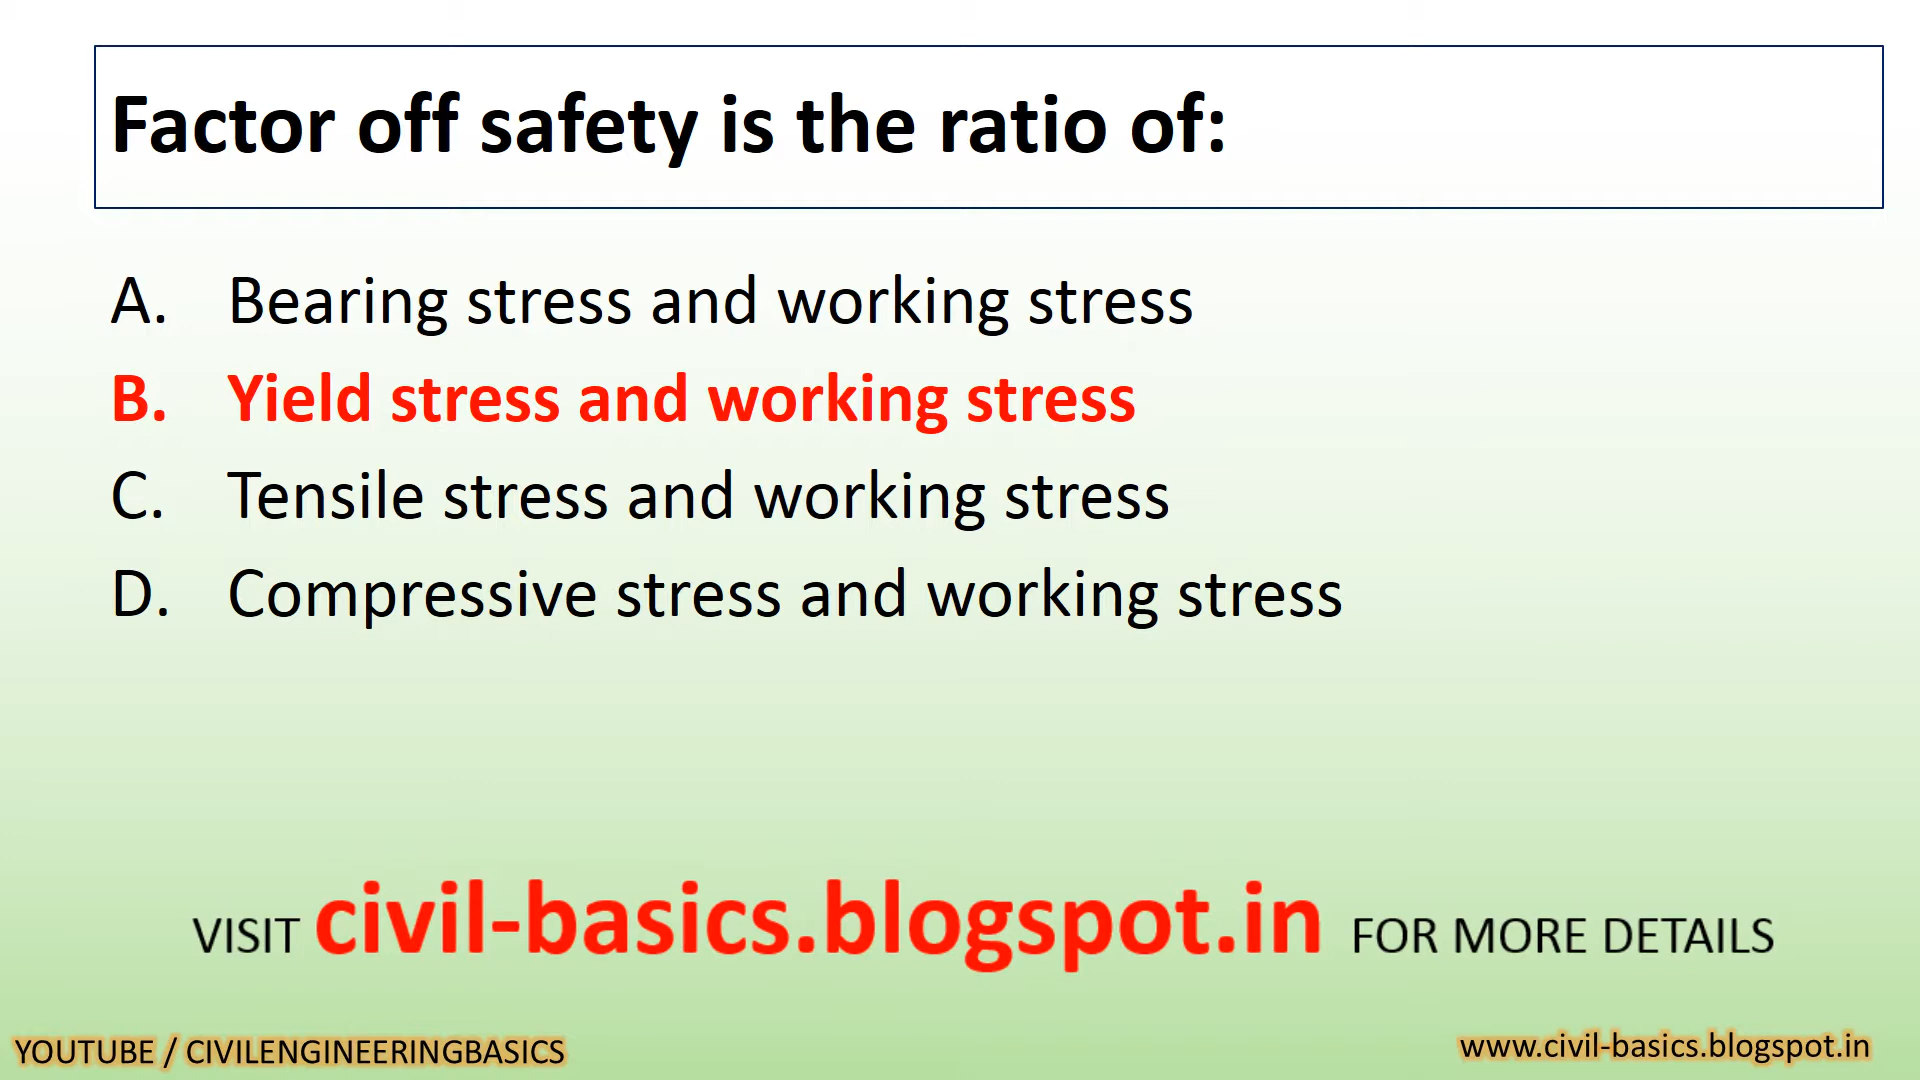 Factor off safety is the ratio of:
A. Bearing stress and working stress
B. Yield stress and working stress
C. Tensile stress and working stress
D. Compressive stress and working stress
VISIT civil-basics.blogspot.in FOR MORE DETAILS
YOUTUBE / CIVILENGINEERINGBASICS
www.civil-basics.blogspot.in